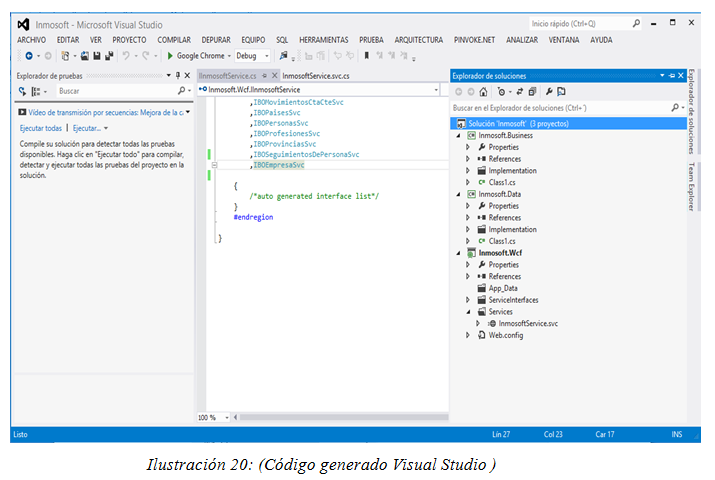 Inmosoft - Microsoft Visual Studio
Inicio rápido (Ctrl+Q)
ARCHIVO EDITAR VER PROYECTO COMPILAR DEPURAR EQUIPO SQL HERRAMIENTAS PRUEBA ARQUITECTURA PINVOKE.NET ANALIZAR VENTANA AYUDA
Google Chrome Debug
Explorador de pruebas
Buscar
Vídeo de transmisión por secuencias: Mejora de la c
Ejecutar todas | Ejecutar...
Compile su solución para detectar todas las pruebas
disponibles. Haga clic en "Ejecutar todo" para compilar,
detectar y ejecutar todas las pruebas del proyecto en la
solución.
IInmosoftService.cs InmosoftService.svc.cs
Inmosoft.Wcf.IInmosoftService
,IBOMovimientosCtaCteSvc
,IBOPaisesSvc
,IBOPersonasSvc
,IBOProfesionesSvc
,IBOProvinciasSvc
,IBOSeguimientosDePersonaSvc
,IBOEmpresaSvc
{
/*auto generated interface list*/
}
#endregion
}
100 %
Explorador de soluciones
Buscar en el Explorador de soluciones (Ctrl+')
Solución 'Inmosoft' (3 proyectos)
Inmosoft.Business
Properties
References
Implementation
C# Class1.cs
Inmosoft.Data
Properties
References
Implementation
C# Class1.cs
Inmosoft.Wcf
Properties
References
App_Data
ServiceInterfaces
Services
InmosoftService.svc
Web.config
Explorador de soluciones
Team Explorer
Listo Lín 27 Col 23 Car 17 INS
Ilustración 20: (Código generado Visual Studio )